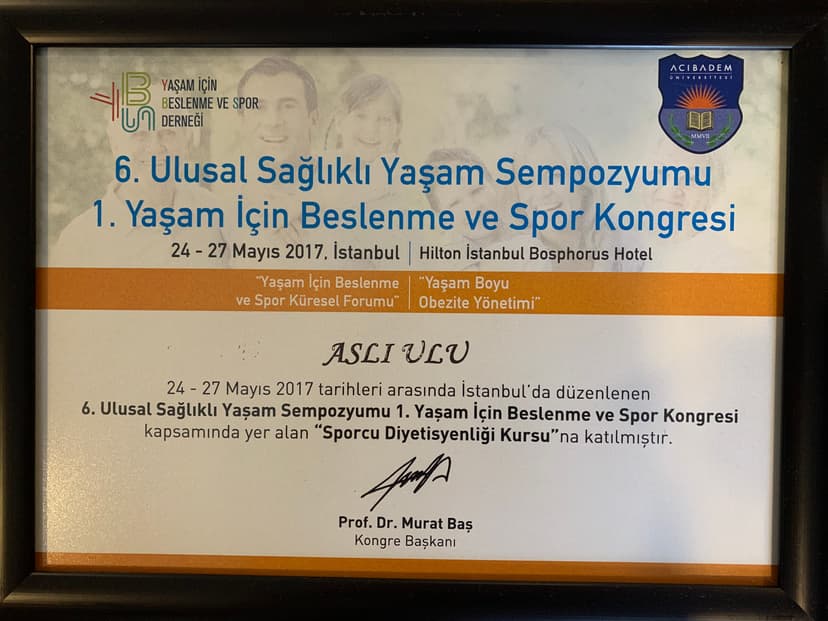 YAŞAM İÇİN
BESLENME VE SPOR
DERNEĞİ
ACIBADEM
ÜNİVERSİTESİ
MMVII
6. Ulusal Sağlıklı Yaşam Sempozyumu
1. Yaşam İçin Beslenme ve Spor Kongresi
24 - 27 Mayıs 2017, İstanbul | Hilton İstanbul Bosphorus Hotel
"Yaşam İçin Beslenme
ve Spor Küresel Forumu"
"Yaşam Boyu
Obezite Yönetimi"
ASLI ULU
24 - 27 Mayıs 2017 tarihleri arasında İstanbul'da düzenlenen
6. Ulusal Sağlıklı Yaşam Sempozyumu 1. Yaşam İçin Beslenme ve Spor Kongresi
kapsamında yer alan "Sporcu Diyetisyenliği Kursu"na katılmıştır.
Prof. Dr. Murat Baş
Kongre Başkanı